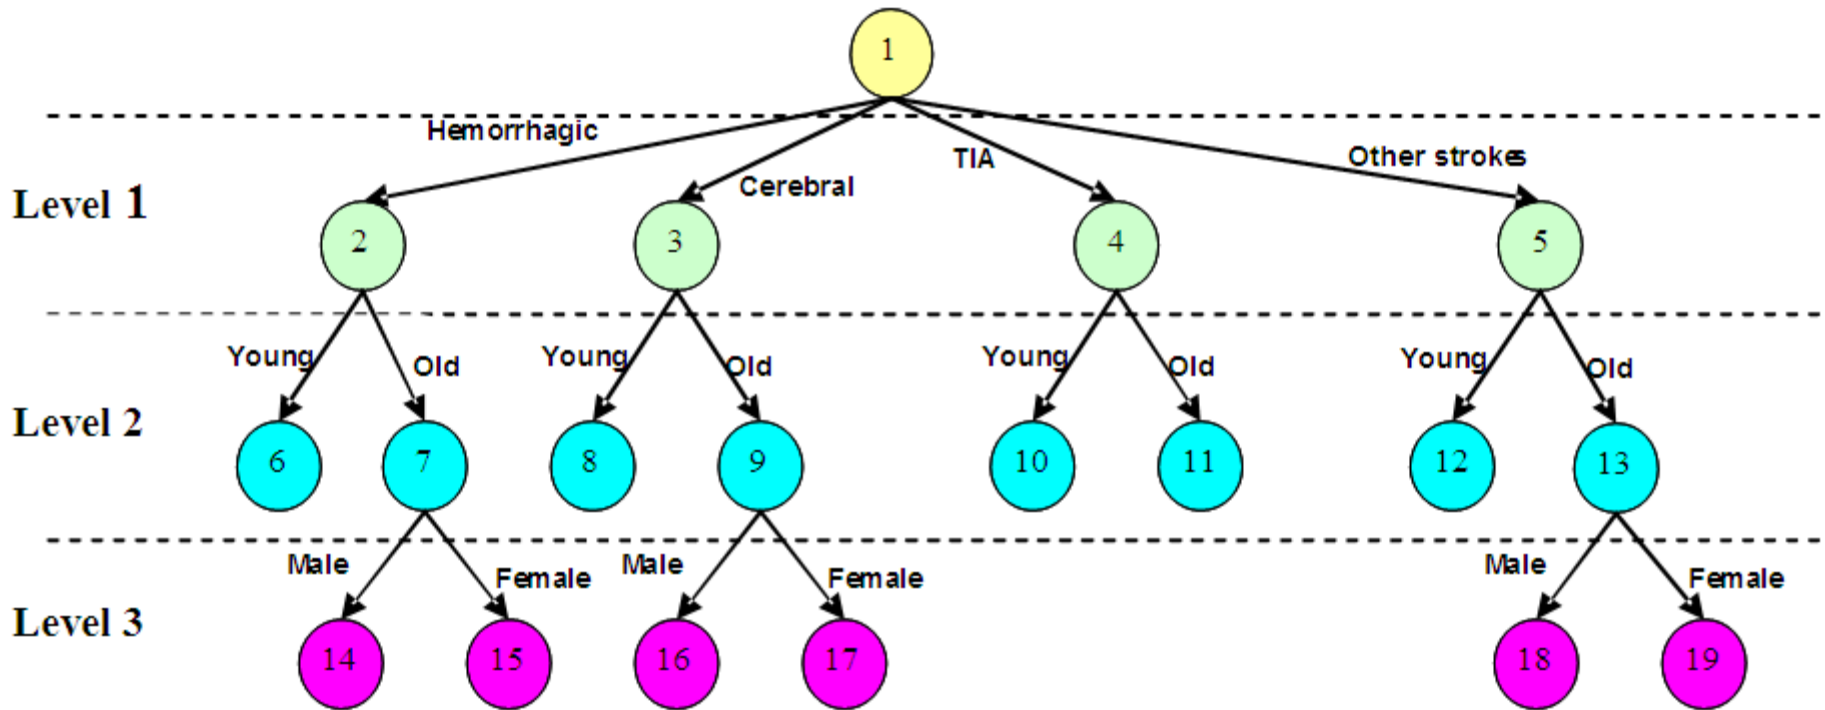 1
Hemorrhagic
Cerebral
TIA
Other strokes
Level 1
2
3
4
5
Young
Old
Young
Old
Young
Old
Young
Old
Level 2
6
7
8
9
10
11
12
13
Male
Female
Male
Female
Male
Female
Level 3
14
15
16
17
18
19